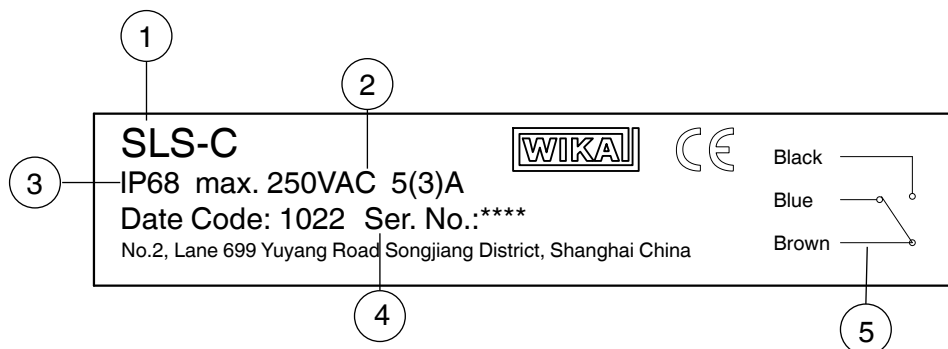 1
2
SLS-C
WIKA CE
3
IP68 max. 250VAC 5(3)A
Date Code: 1022 Ser. No.:****
No.2, Lane 699 Yuyang Road Songjiang District, Shanghai China
Black
Blue
Brown
4
5